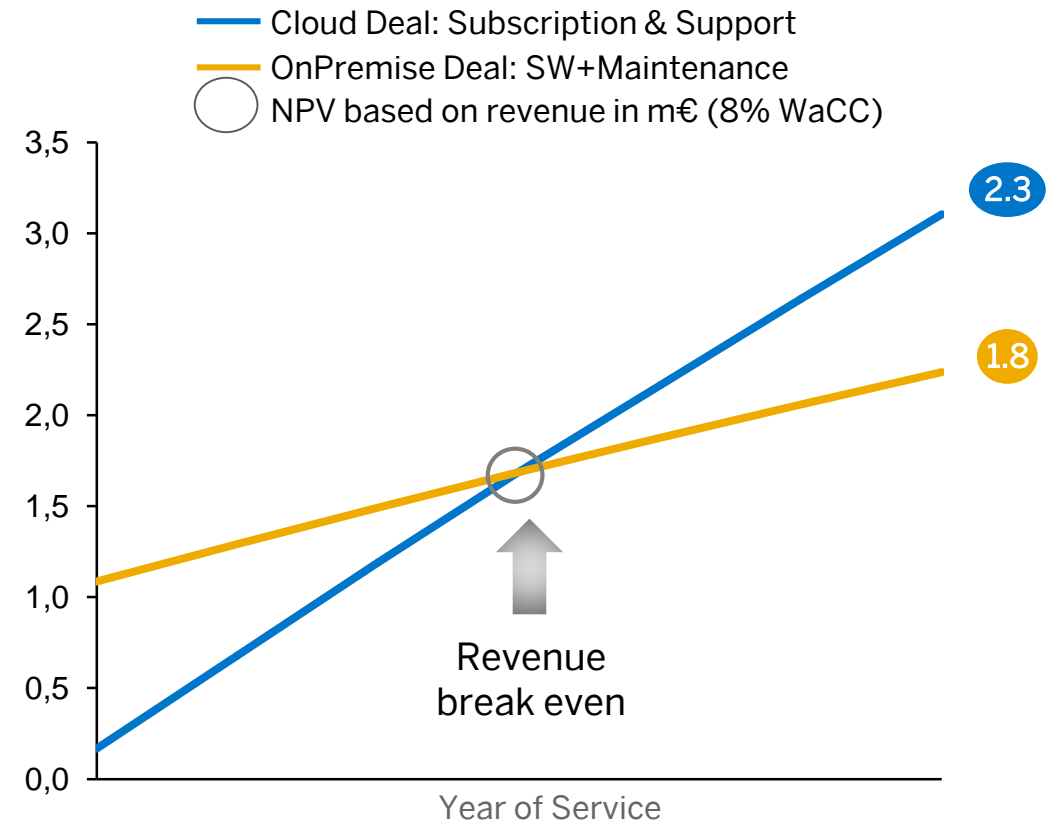 Cloud Deal: Subscription & Support
OnPremise Deal: SW+Maintenance
NPV based on revenue in m€ (8% WaCC)
3,5
3,0
2,5
2,0
1,5
1,0
0,5
0,0
2.3
1.8
Revenue
break even
Year of Service